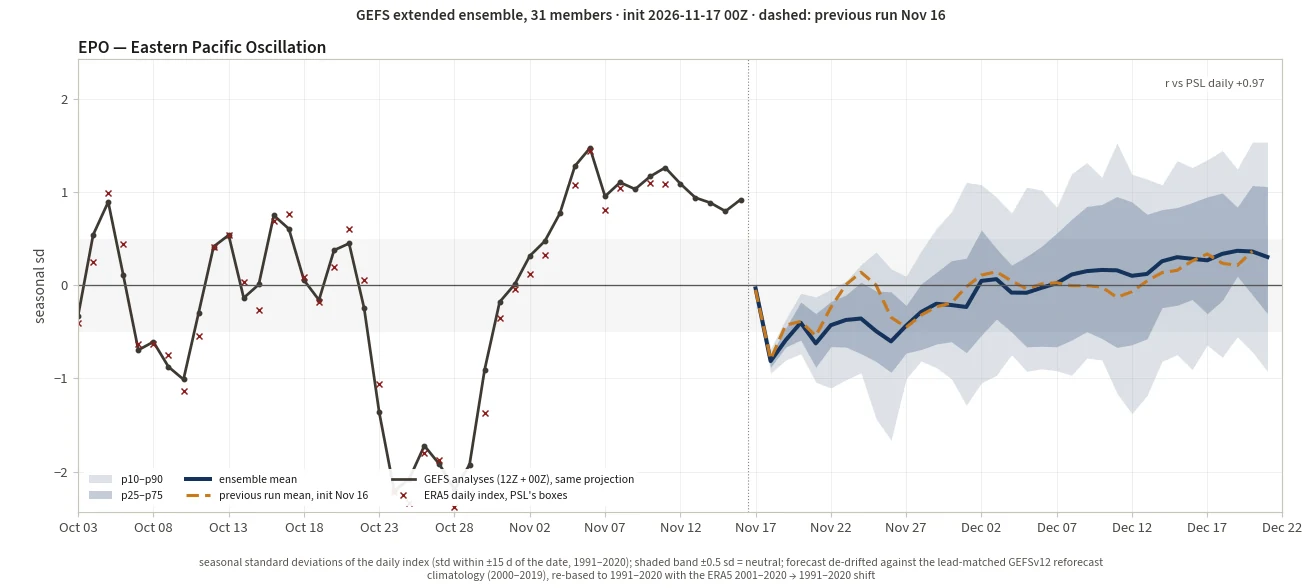 GEFS extended ensemble, 31 members · init 2026-11-17 00Z · dashed: previous run Nov 16
EPO — Eastern Pacific Oscillation
r vs PSL daily +0.97
seasonal sd
2
1
0
−1
−2
p10–p90
p25–p75
ensemble mean
previous run mean, init Nov 16
GEFS analyses (12Z + 00Z), same projection
ERA5 daily index, PSL's boxes
Oct 03 Oct 08 Oct 13 Oct 18 Oct 23 Oct 28 Nov 02 Nov 07 Nov 12 Nov 17 Nov 22 Nov 27 Dec 02 Dec 07 Dec 12 Dec 17 Dec 22
seasonal standard deviations of the daily index (std within ±15 d of the date, 1991–2020); shaded band ±0.5 sd = neutral; forecast de-drifted against the lead-matched GEFSv12 reforecast
climatology (2000–2019), re-based to 1991–2020 with the ERA5 2001–2020 → 1991–2020 shift